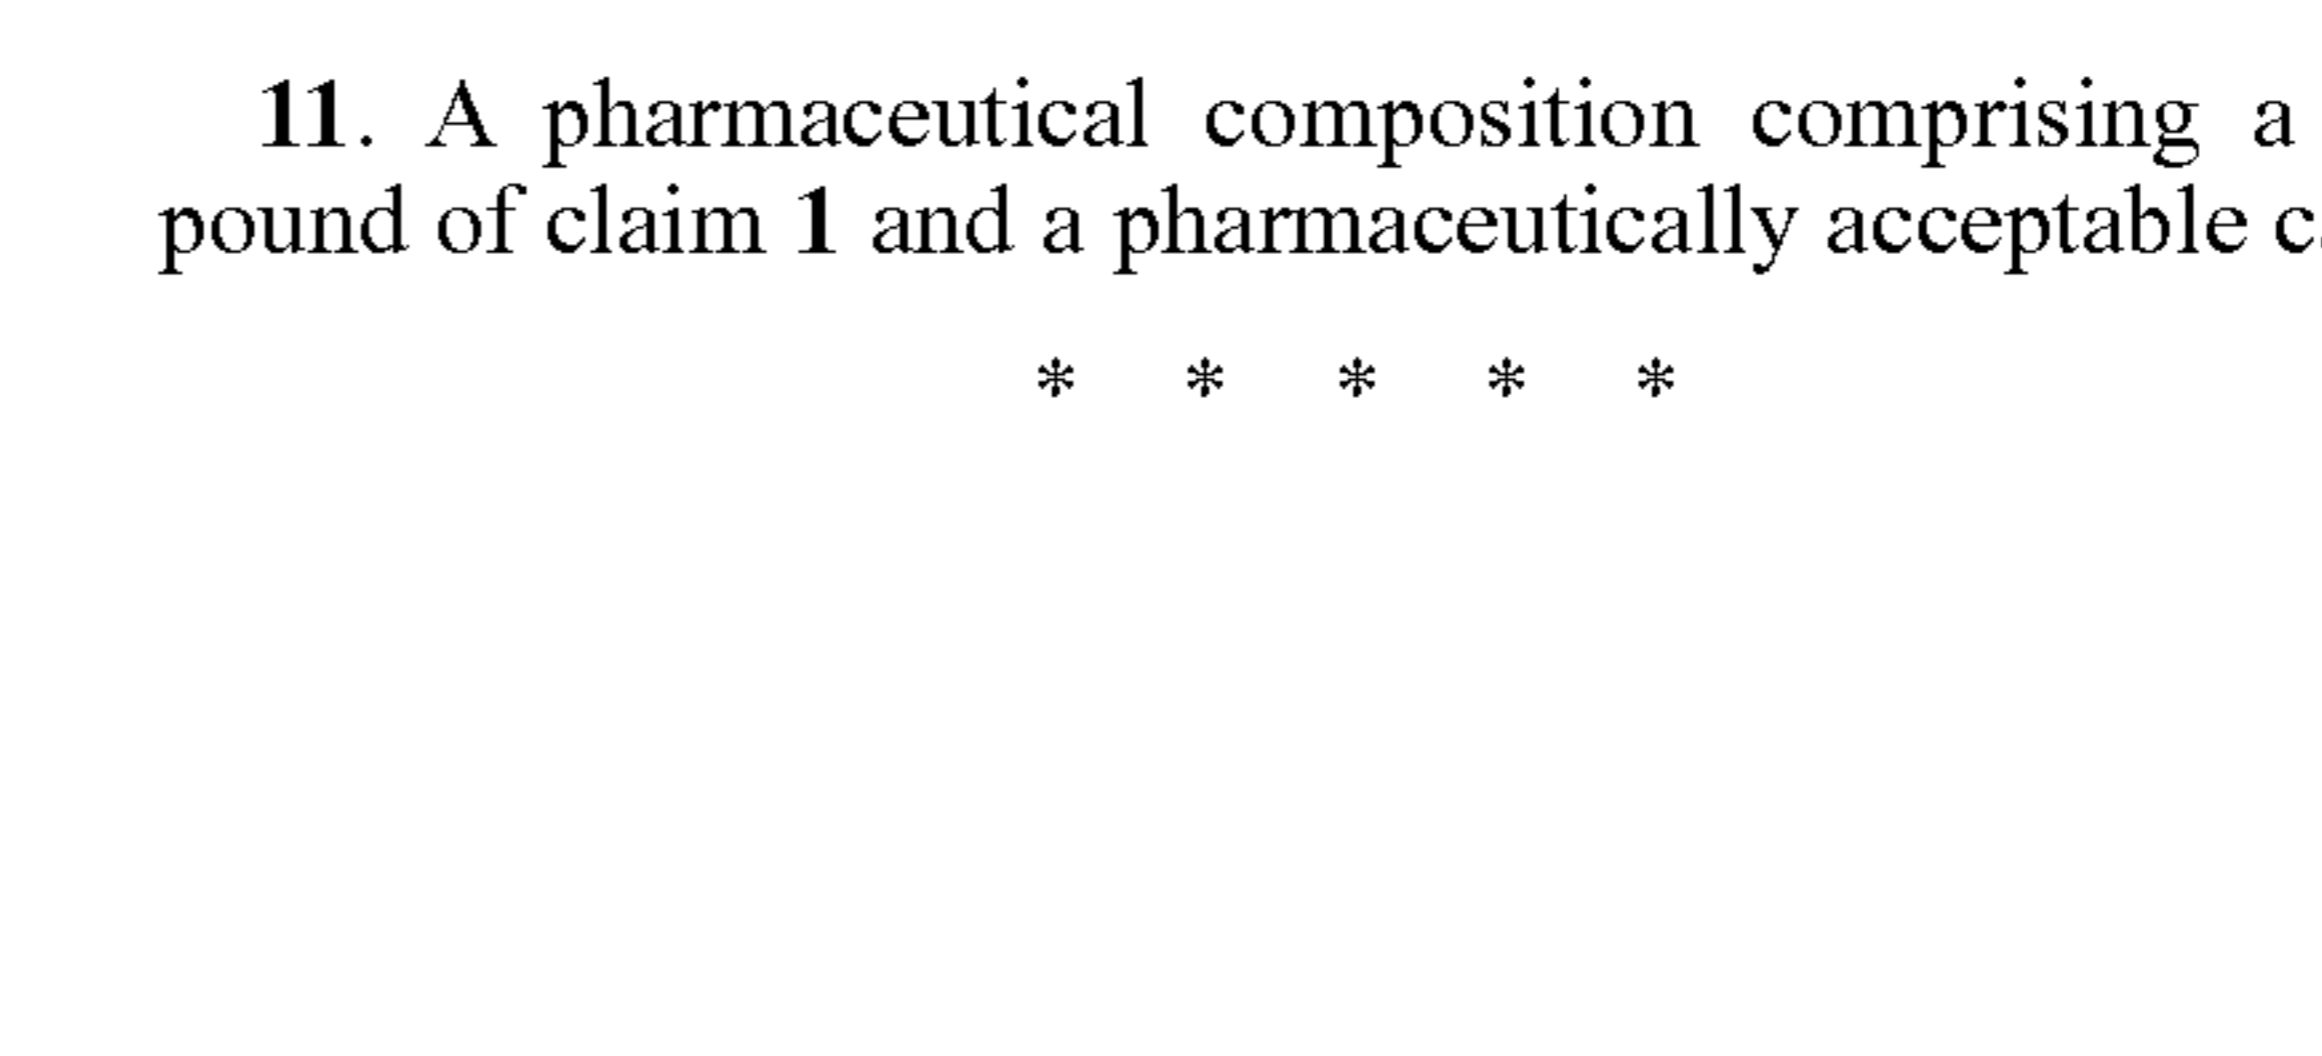 11. A pharmaceutical composition comprising a
pound of claim 1 and a pharmaceutically acceptable
* * * * *